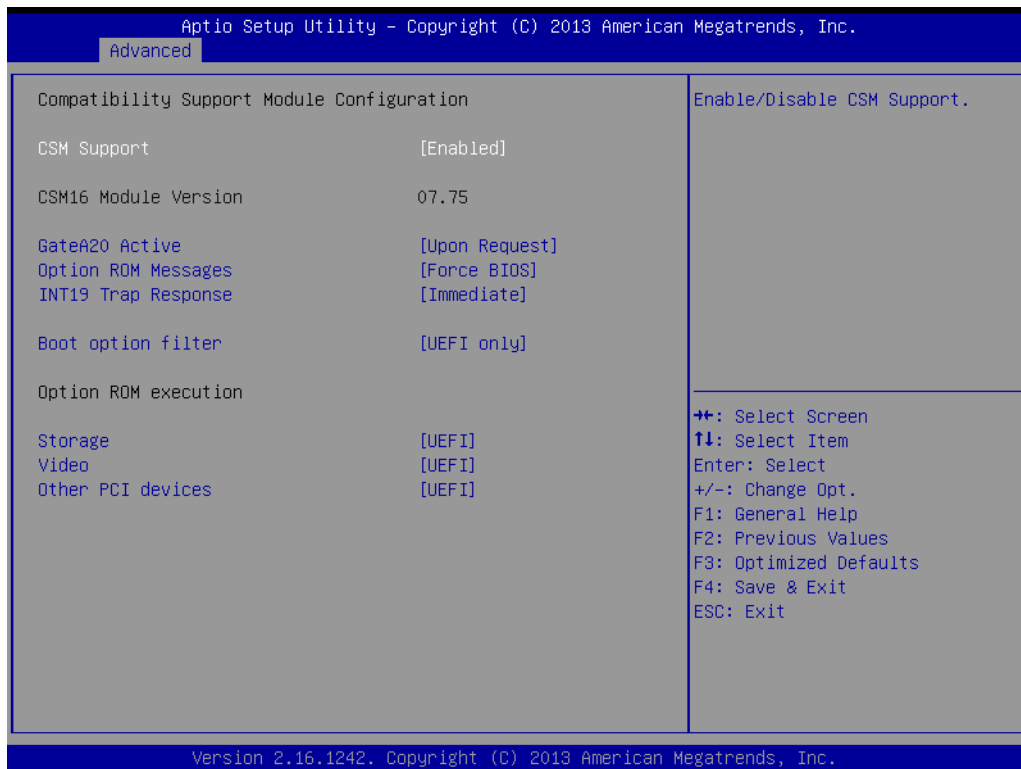 Aptio Setup Utility – Copyright (C) 2013 American Megatrends, Inc.
Advanced
Compatibility Support Module Configuration
CSM Support [Enabled]
CSM16 Module Version 07.75
GateA20 Active [Upon Request]
Option ROM Messages [Force BIOS]
INT19 Trap Response [Immediate]
Boot option filter [UEFI only]
Option ROM execution
Storage [UEFI]
Video [UEFI]
Other PCI devices [UEFI]
Enable/Disable CSM Support.
→←: Select Screen
↑↓: Select Item
Enter: Select
+/-: Change Opt.
F1: General Help
F2: Previous Values
F3: Optimized Defaults
F4: Save & Exit
ESC: Exit
Version 2.16.1242. Copyright (C) 2013 American Megatrends, Inc.